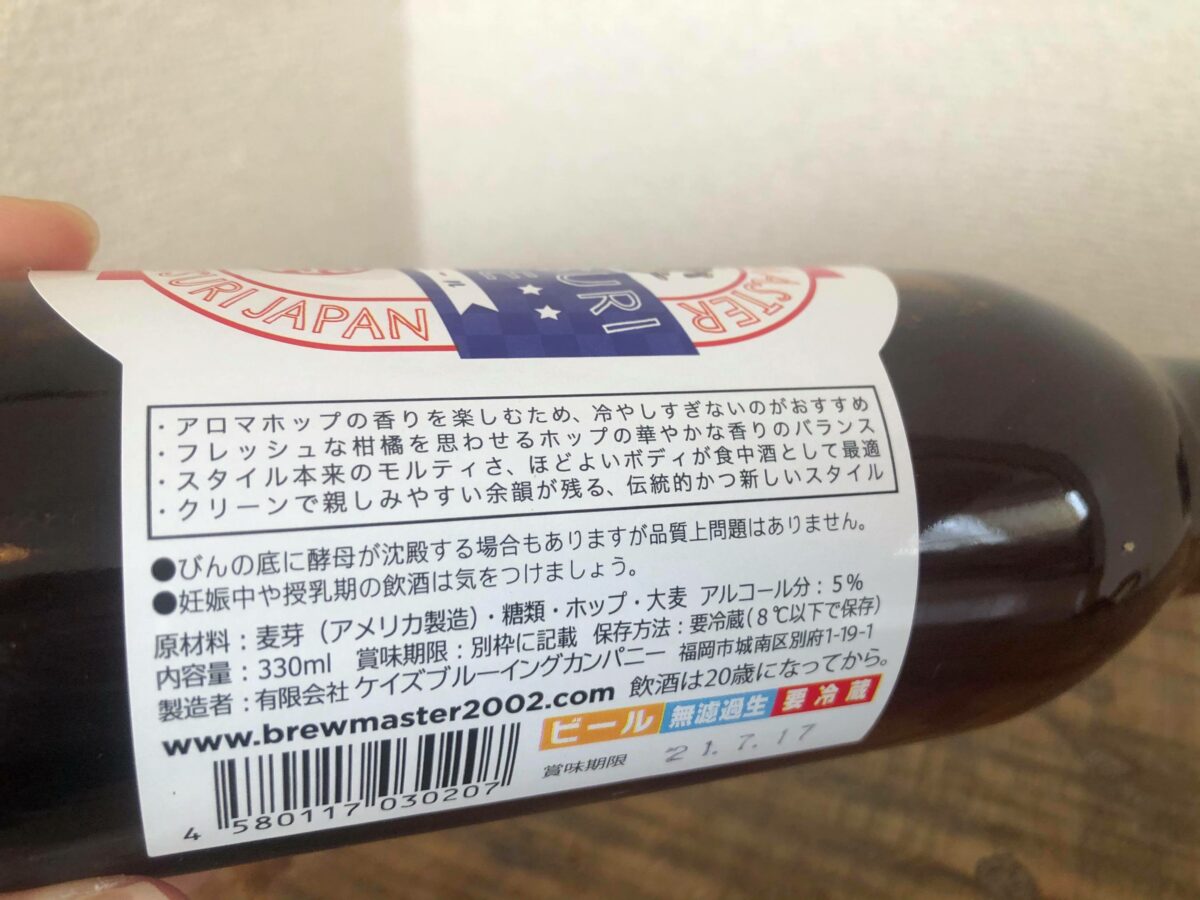 SURI JAPAN
URI
ASTER
・アロマホップの香りを楽しむため、冷やしすぎないのがおすすめ
・フレッシュな柑橘を思わせるホップの華やかな香りのバランス
・スタイル本来のモルティさ、ほどよいボディが食中酒として最適
・クリーンで親しみやすい余韻が残る、伝統的かつ新しいスタイル
●びんの底に酵母が沈殿する場合もありますが品質上問題はありません。
●妊娠中や授乳期の飲酒は気をつけましょう。
原材料：麦芽（アメリカ製造）・糖類・ホップ・大麦 アルコール分：5％
内容量：330ml 賞味期限：別枠に記載 保存方法：要冷蔵(8℃以下で保存)
製造者：有限会社 ケイズブルーイングカンパニー 福岡市城南区別府1-19-1
www.brewmaster2002.com 飲酒は20歳になってから。
ビール 無濾過生 要冷蔵
賞味期限 21.7.17
4 580117 030207